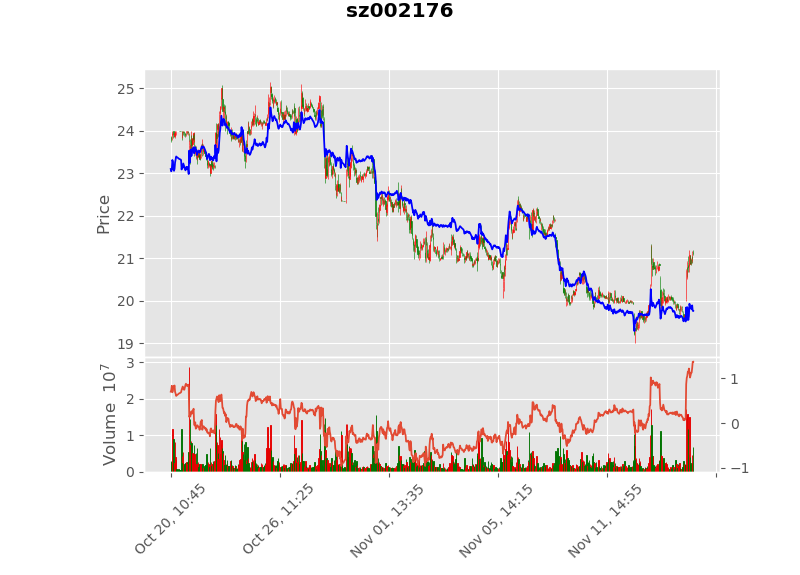 sz002176
25
24
23
22
21
20
19
Price
3
2
1
0
Volume 10^7
1
0
−1
Oct 20, 10:45
Oct 26, 11:25
Nov 01, 13:35
Nov 05, 14:15
Nov 11, 14:55